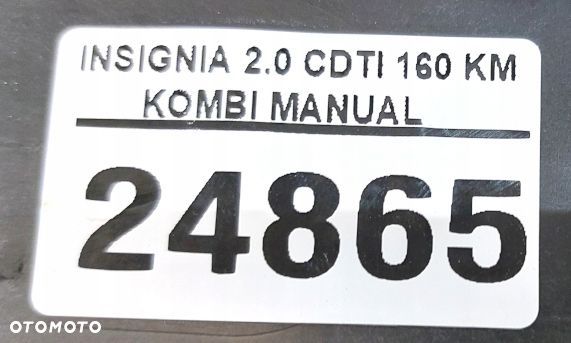 INSIGNIA 2.0 CDTI 160 KM
KOMBI MANUAL
24865
OTOMOTO